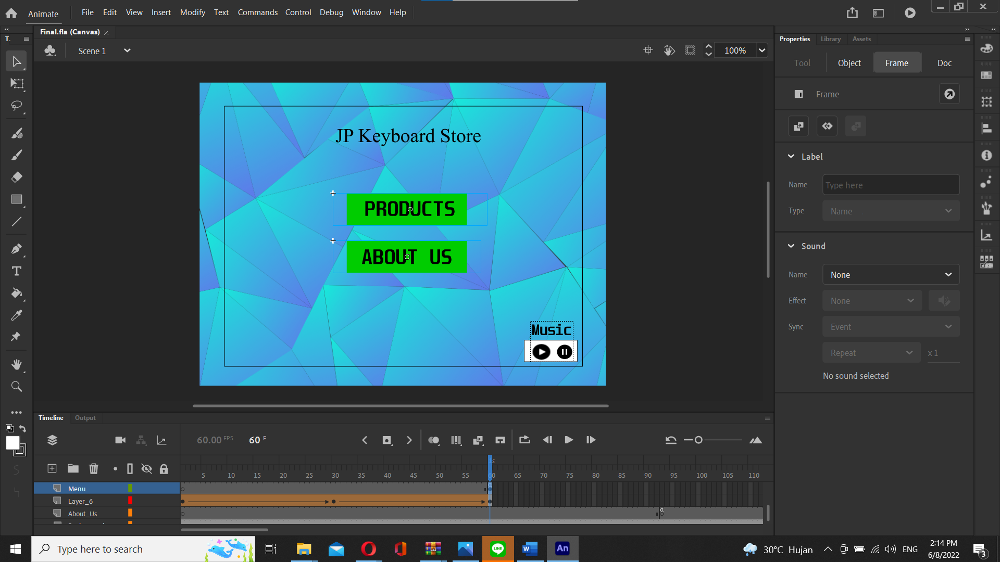 Animate File Edit View Insert Modify Text Commands Control Debug Window Help
Final.fla (Canvas)
T.
Properties Library Assets
Scene 1
100%
Tool Object Frame Doc
Frame
JP Keyboard Store
Label
Name Type here
Type Name
PRODUCTS
ABOUT US
Sound
Name None
Effect None
Sync Event
Music
Repeat x 1
No sound selected
Timeline Output
60.00 FPS 60 F
1s
5 10 15 20 25 30 35 40 45 50 55 60 65 70 75 80 85 90 95 100 105 110
Menu
Layer_6
About_Us
a
Type here to search
LINE
W
An
30°C Hujan
ENG
2:14 PM
6/8/2022
3